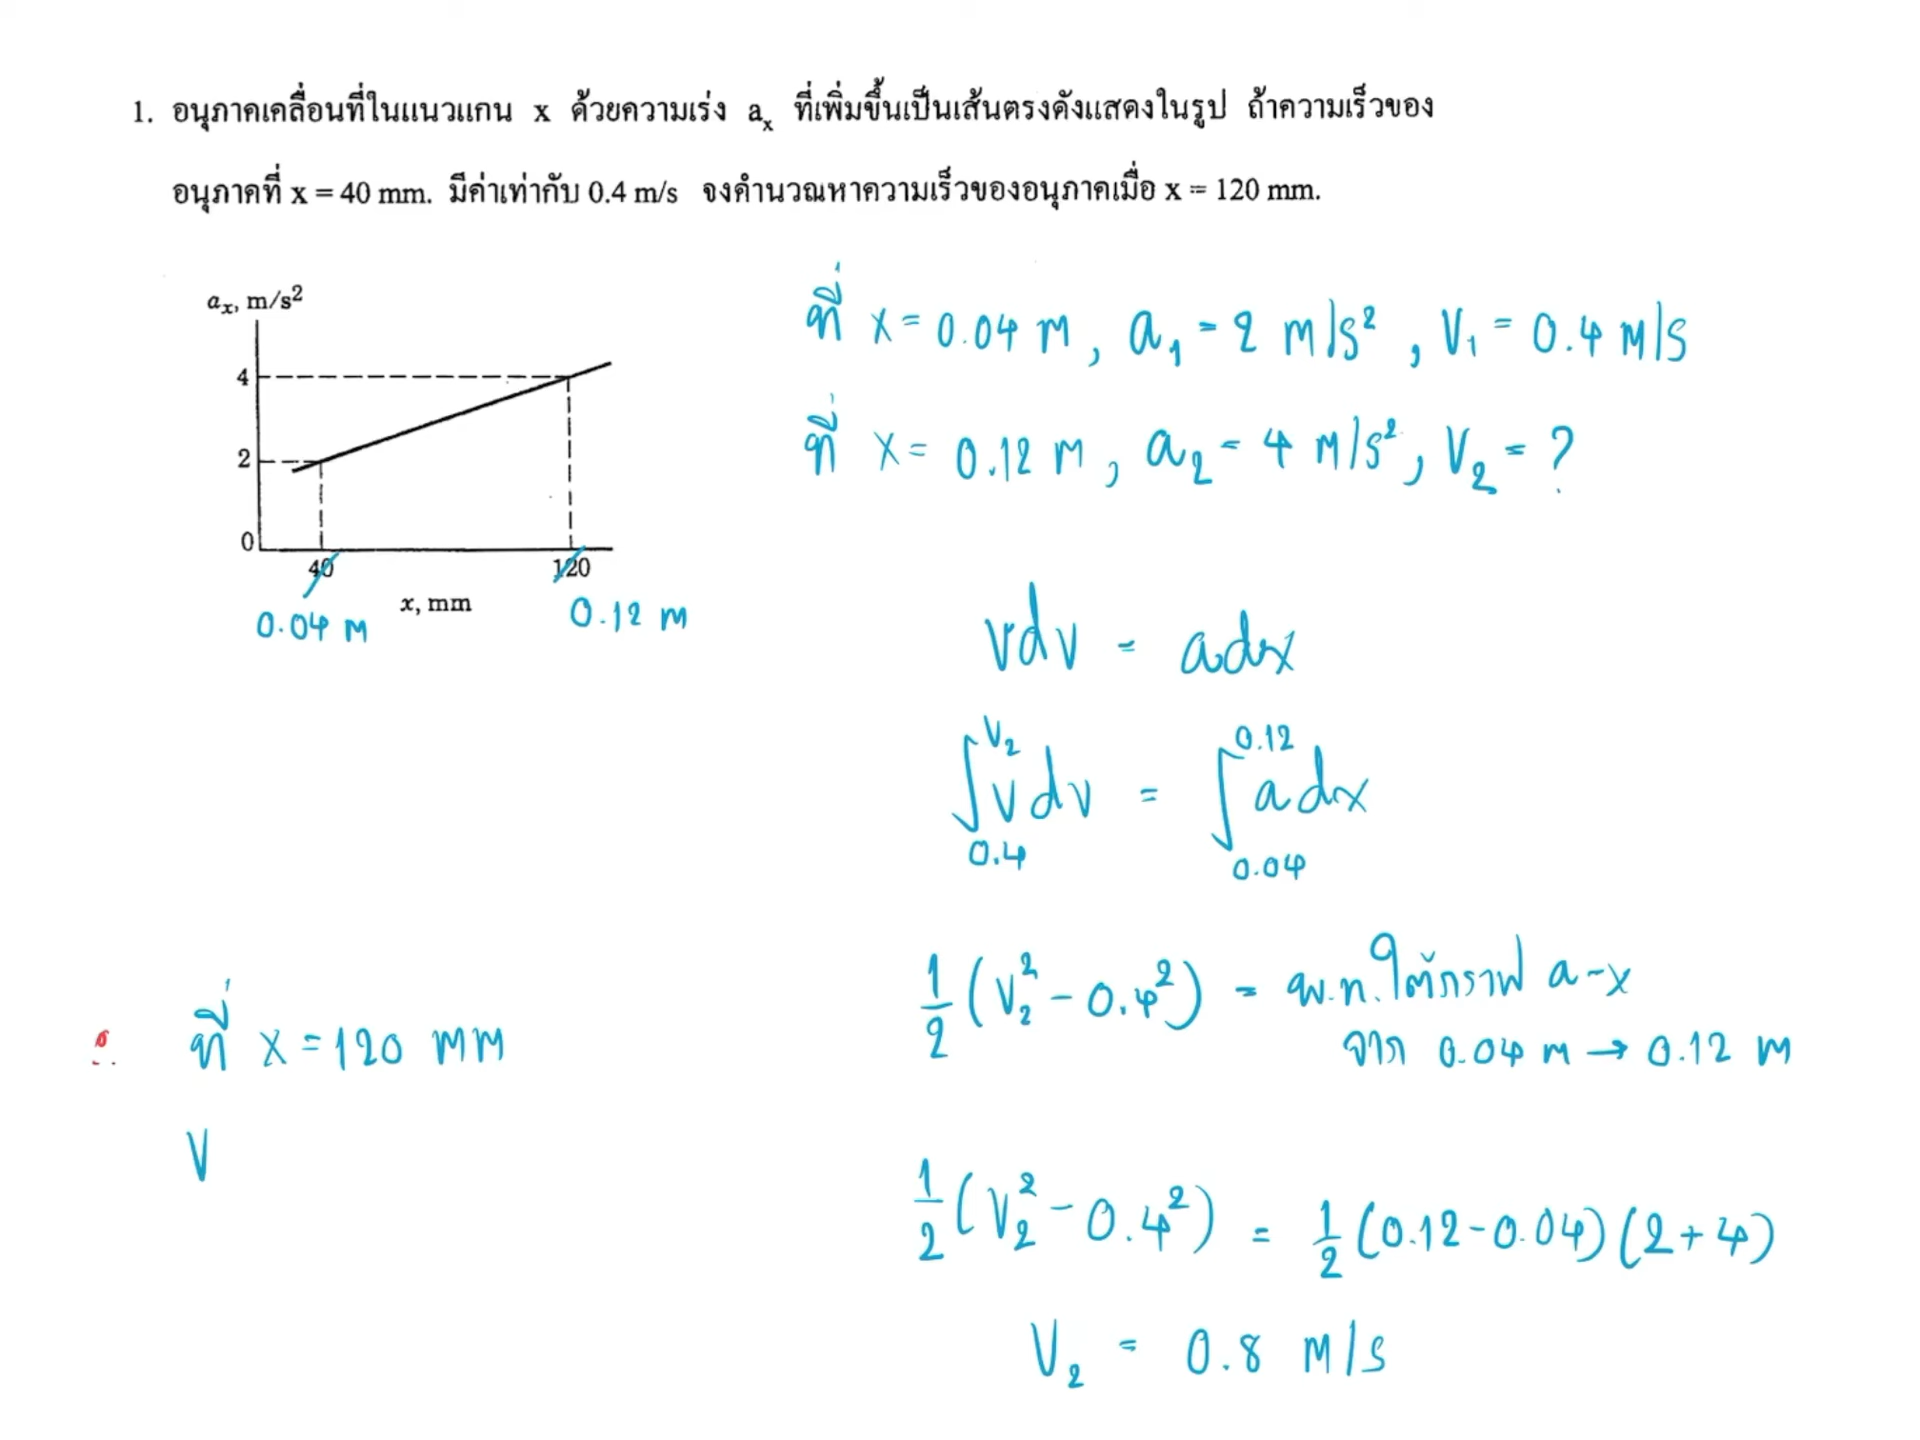 1. อนุภาคเคลื่อนที่ในแนวแกน x ด้วยความเร่ง aₓ ที่เพิ่มขึ้นเป็นเส้นตรงดังแสดงในรูป ถ้าความเร็วของ
อนุภาคที่ x = 40 mm. มีค่าเท่ากับ 0.4 m/s จงคำนวณหาความเร็วของอนุภาคเมื่อ x = 120 mm.
aₓ, m/s²
4
2
0
40
120
x, mm
0.04 m
0.12 m
ที่ x = 0.04 m, a₁ = 2 m/s², V₁ = 0.4 m/s
ที่ x = 0.12 m, a₂ = 4 m/s², V₂ = ?
vdv = adx
∫_{0.4}^{V₂} v dv = ∫_{0.04}^{0.12} a dx
1/2 (V₂² - 0.4²) = พ.ท.ใต้กราฟ a-x
จาก 0.04 m → 0.12 m
1/2 (V₂² - 0.4²) = 1/2 (0.12 - 0.04)(2 + 4)
V₂ = 0.8 m/s
ที่ x = 120 mm
V